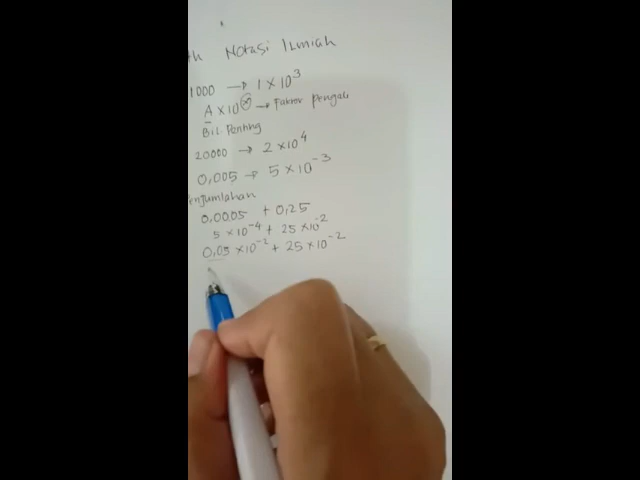 Notasi Ilmiah
1000 → 1 × 10³
A × 10ⁿ → Faktor Pengali
Bil. Penting
20000 → 2 × 10⁴
0,005 → 5 × 10⁻³
enjumlahan
0,0005 + 0,25
5 × 10⁻⁴ + 25 × 10⁻²
0,05 × 10⁻² + 25 × 10⁻²